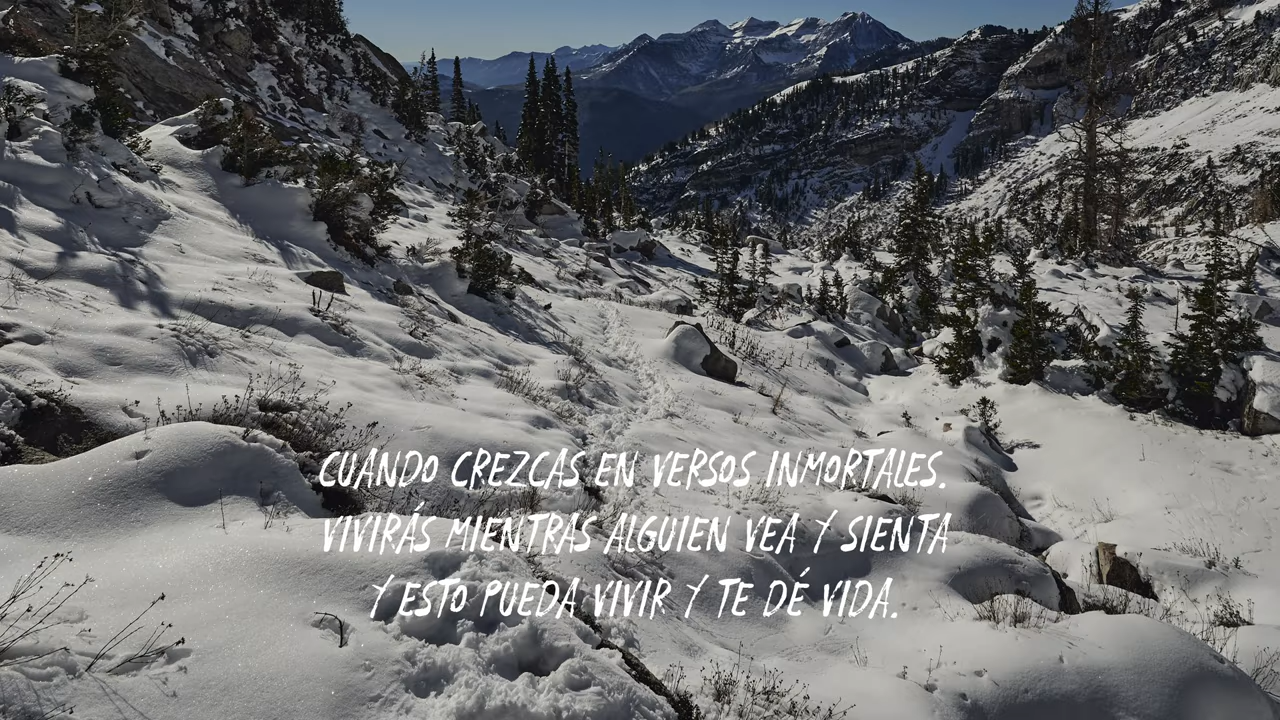 CUANDO CREZCAS EN VERSOS INMORTALES.
VIVIRÁS MIENTRAS ALGUIEN VEA Y SIENTA
Y ESTO PUEDA VIVIR Y TE DÉ VIDA.